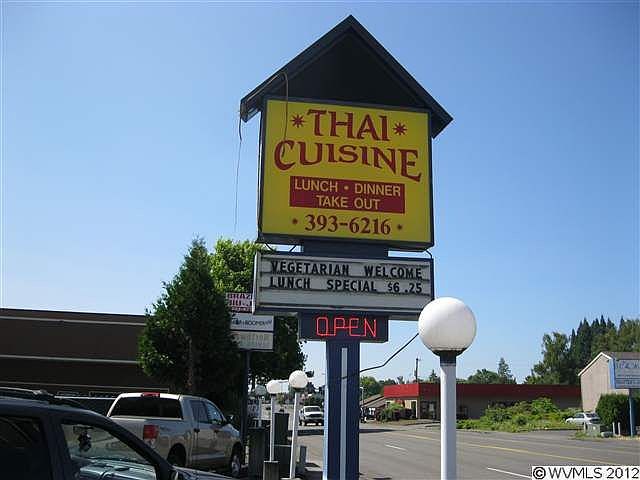 *THAI*
CUISINE
LUNCH • DINNER
TAKE OUT
* 393-6216 *
VEGETARIAN WELCOME
LUNCH SPECIAL $6.25
OPEN
© WVMLS 2012